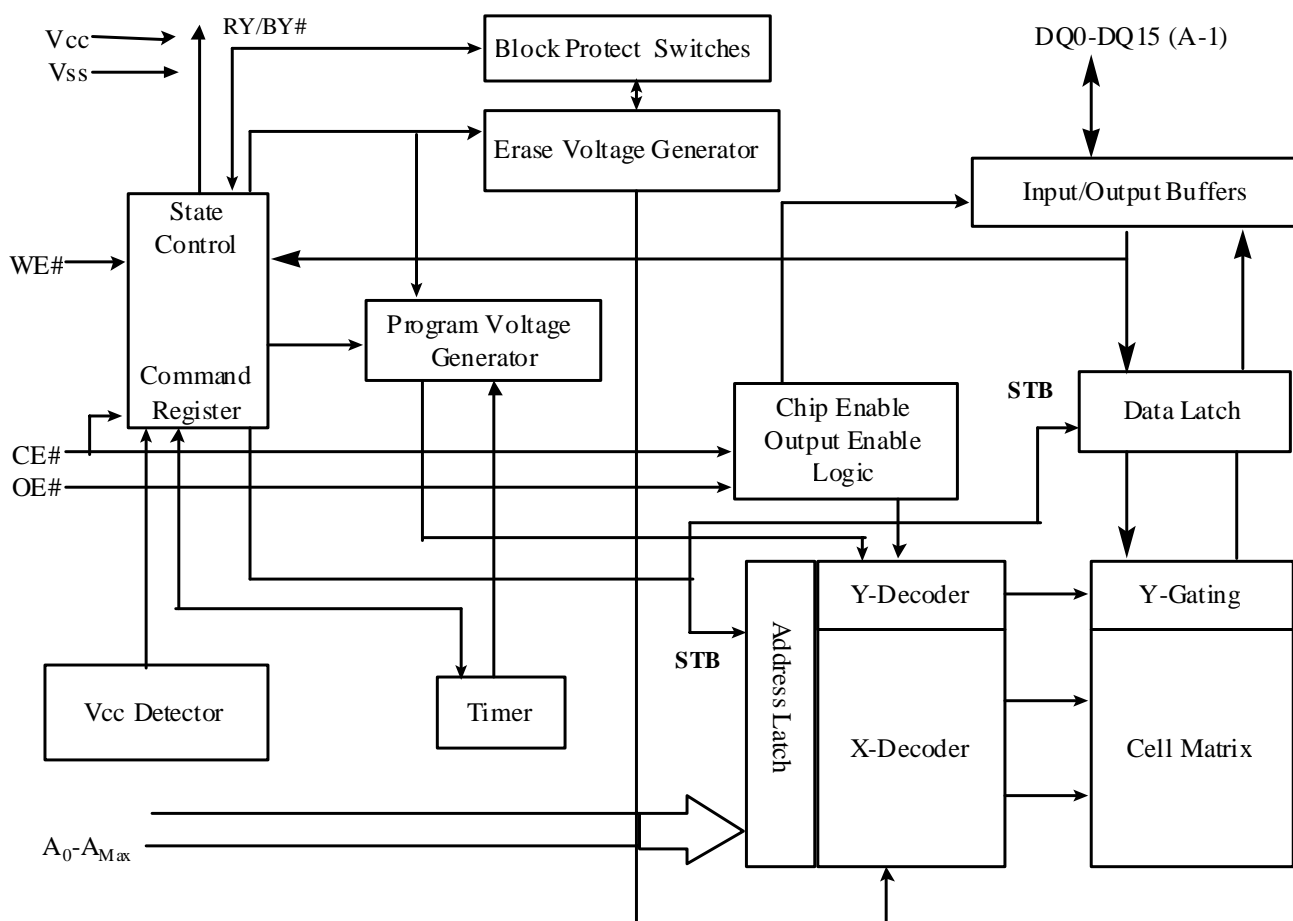 Vcc
Vss
RY/BY#
Block Protect Switches
DQ0-DQ15 (A-1)
Erase Voltage Generator
Input/Output Buffers
State
Control
WE#
Program Voltage
Generator
Command
Register
STB
Chip Enable
Output Enable
Logic
Data Latch
CE#
OE#
Y-Decoder
Y-Gating
STB
Address Latch
Vcc Detector
Timer
X-Decoder
Cell Matrix
A0-AMax